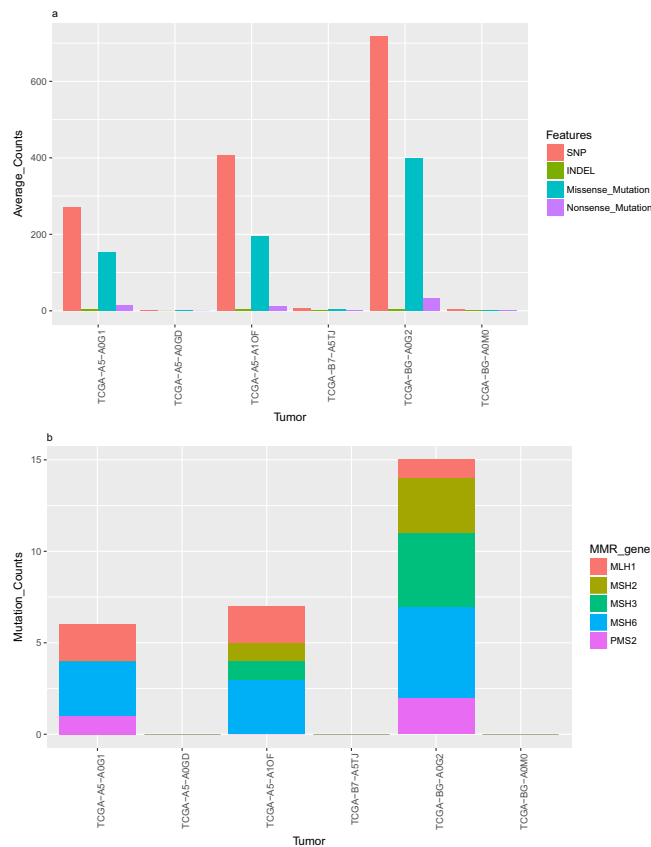 a
Average_Counts
600
400
200
0
TCGA-A5-A0G1
TCGA-A5-A0GD
TCGA-A5-A1OF
TCGA-B7-A5TJ
TCGA-BG-A0G2
TCGA-BG-A0M0
Tumor
Features
SNP
INDEL
Missense_Mutation
Nonsense_Mutation
b
Mutation_Counts
15
10
5
0
TCGA-A5-A0G1
TCGA-A5-A0GD
TCGA-A5-A1OF
TCGA-B7-A5TJ
TCGA-BG-A0G2
TCGA-BG-A0M0
Tumor
MMR_gene
MLH1
MSH2
MSH3
MSH6
PMS2